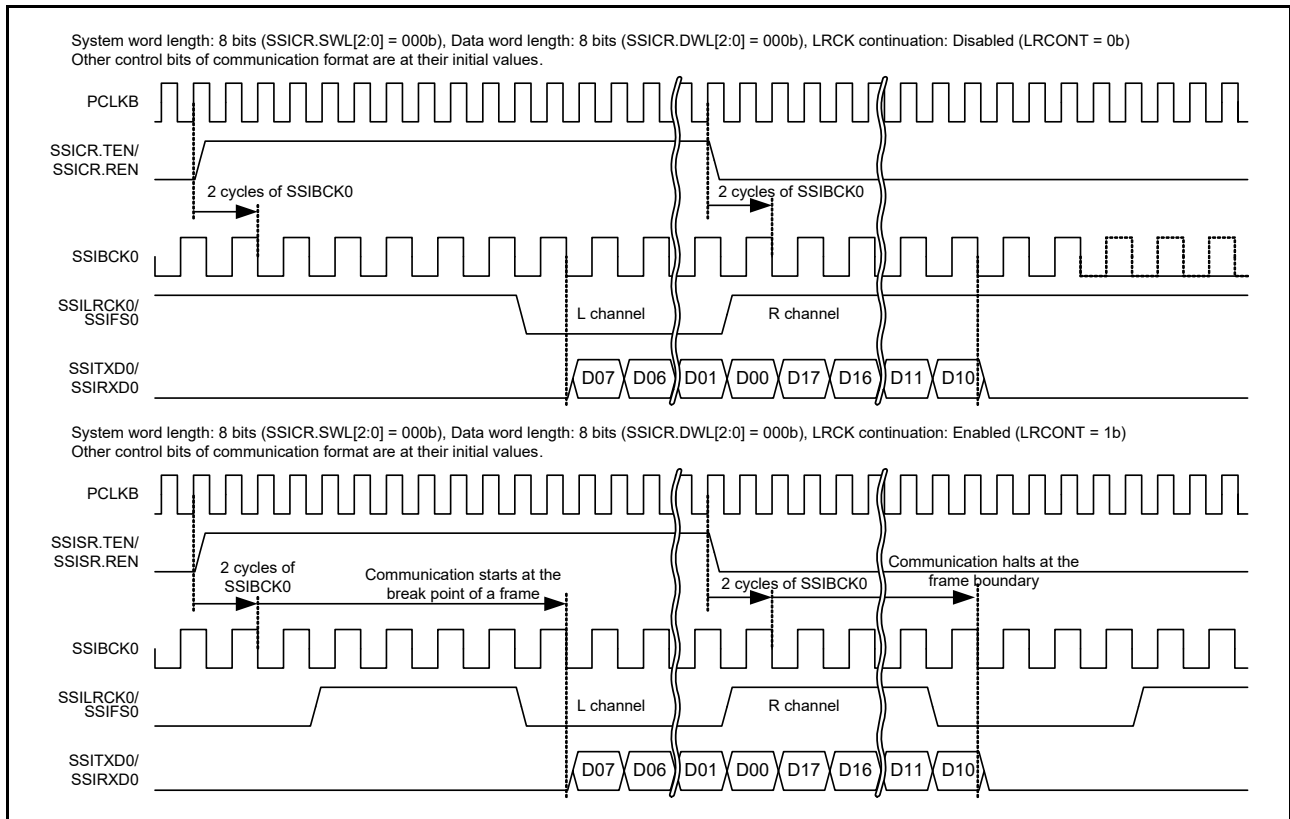 System word length: 8 bits (SSICR.SWL[2:0] = 000b), Data word length: 8 bits (SSICR.DWL[2:0] = 000b), LRCK continuation: Disabled (LRCONT = 0b)
Other control bits of communication format are at their initial values.
PCLKB
SSICR.TEN/
SSICR.REN
2 cycles of SSIBCK0
2 cycles of SSIBCK0
SSIBCK0
SSILRCK0/
SSIFS0
L channel
R channel
SSITXD0/
SSIRXD0
D07 D06 D01 D00 D17 D16 D11 D10
System word length: 8 bits (SSICR.SWL[2:0] = 000b), Data word length: 8 bits (SSICR.DWL[2:0] = 000b), LRCK continuation: Enabled (LRCONT = 1b)
Other control bits of communication format are at their initial values.
PCLKB
SSISR.TEN/
SSISR.REN
2 cycles of
SSIBCK0
Communication starts at the
break point of a frame
2 cycles of SSIBCK0
Communication halts at the
frame boundary
SSIBCK0
SSILRCK0/
SSIFS0
L channel
R channel
SSITXD0/
SSIRXD0
D07 D06 D01 D00 D17 D16 D11 D10